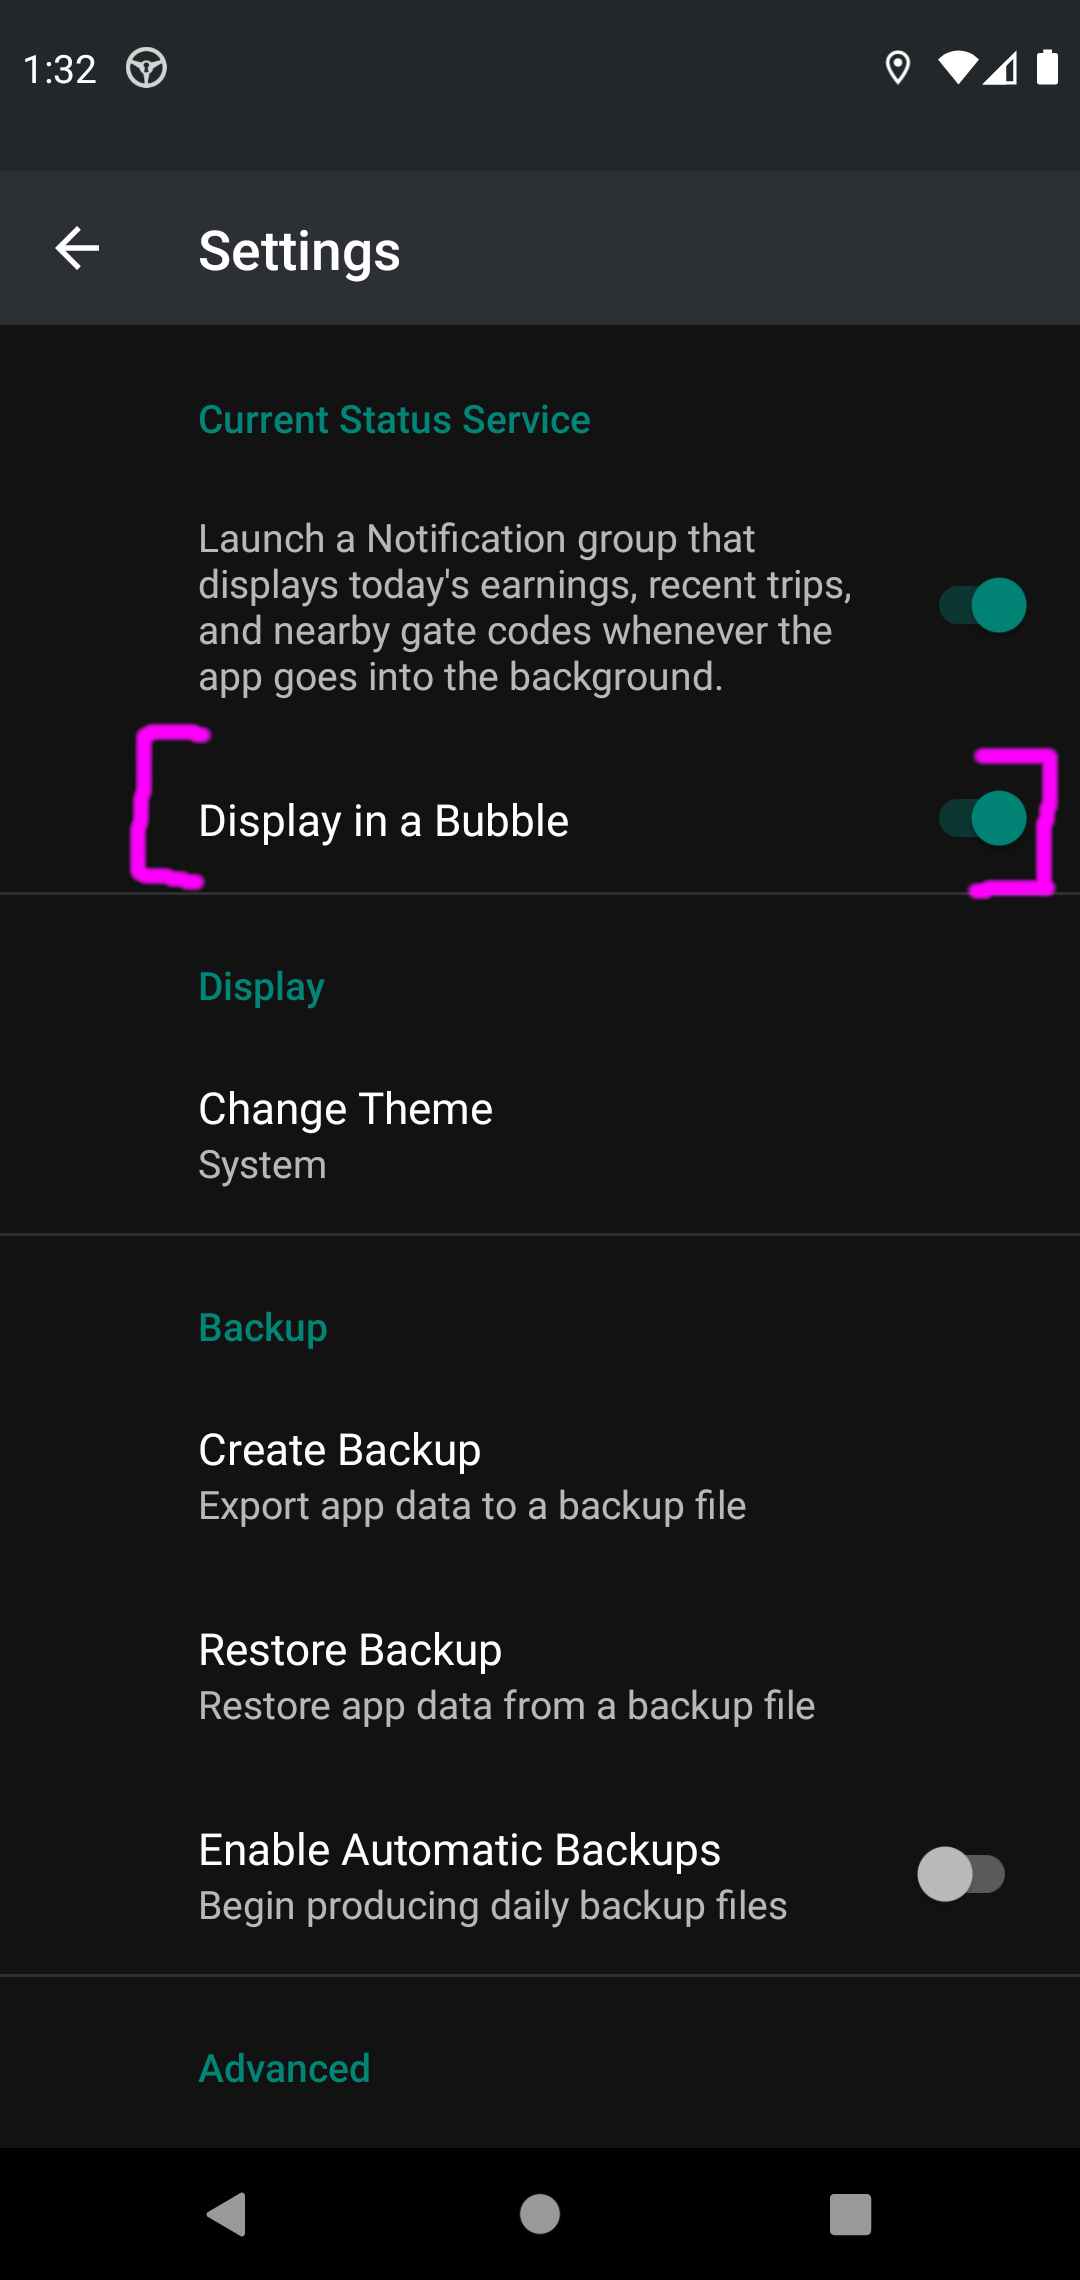 1:32
Settings
Current Status Service
Launch a Notification group that
displays today's earnings, recent trips,
and nearby gate codes whenever the
app goes into the background.
Display in a Bubble
Display
Change Theme
System
Backup
Create Backup
Export app data to a backup file
Restore Backup
Restore app data from a backup file
Enable Automatic Backups
Begin producing daily backup files
Advanced